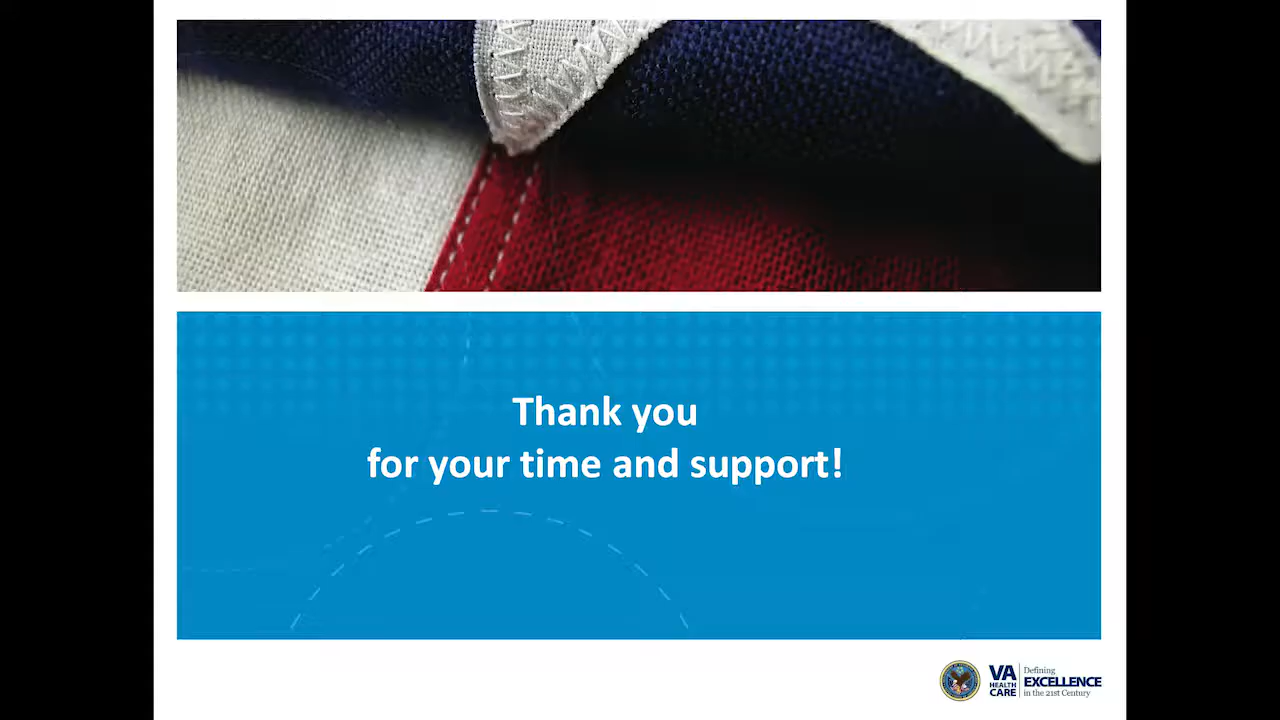 Thank you
for your time and support!
VA
HEALTH
CARE
Defining
EXCELLENCE
in the 21st Century